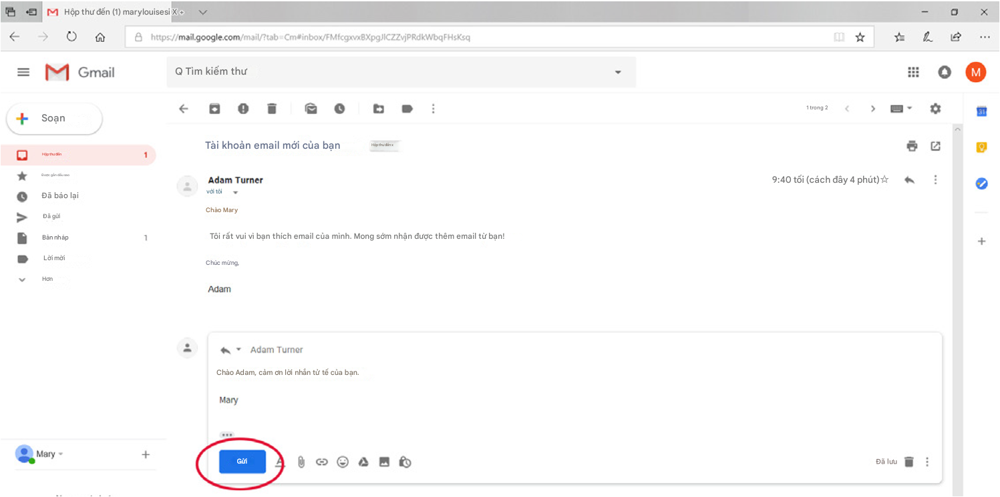 Hộp thư đến (1) marylouisesi X +
https://mail.google.com/mail/?tab=Cm#inbox/FMfcgxvxBXpgJlCZZvjPRdkWbqFHsKsq
Gmail
Q Tìm kiếm thư
M
Soạn
1 trong 2
31
Hộp thư đến 1
Được gắn dấu sao
Đã báo lại
Đã gửi
Bản nháp 1
Lời mời
Hơn
Tài khoản email mới của bạn
Hộp thư đến x
Adam Turner
9:40 tối (cách đây 4 phút)☆
với tôi
Chào Mary
Tôi rất vui vì bạn thích email của mình. Mong sớm nhận được thêm email từ bạn!
Chúc mừng,
Adam
Adam Turner
Chào Adam, cảm ơn lời nhắn tử tế của bạn.
Mary
Gửi
Đã lưu
Mary